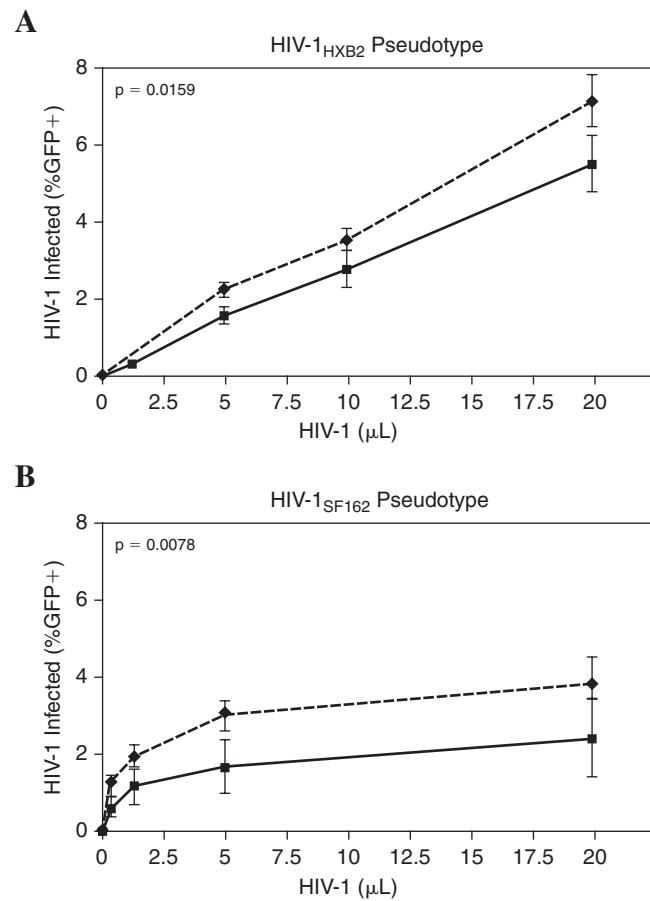 A
HIV-1HXB2 Pseudotype
p = 0.0159
HIV-1 Infected (%GFP+)
8
6
4
2
0
0 2.5 5 7.5 10 12.5 15 17.5 20
HIV-1 (μL)
B
HIV-1SF162 Pseudotype
p = 0.0078
HIV-1 Infected (%GFP+)
8
6
4
2
0
0 2.5 5 7.5 10 12.5 15 17.5 20
HIV-1 (μL)